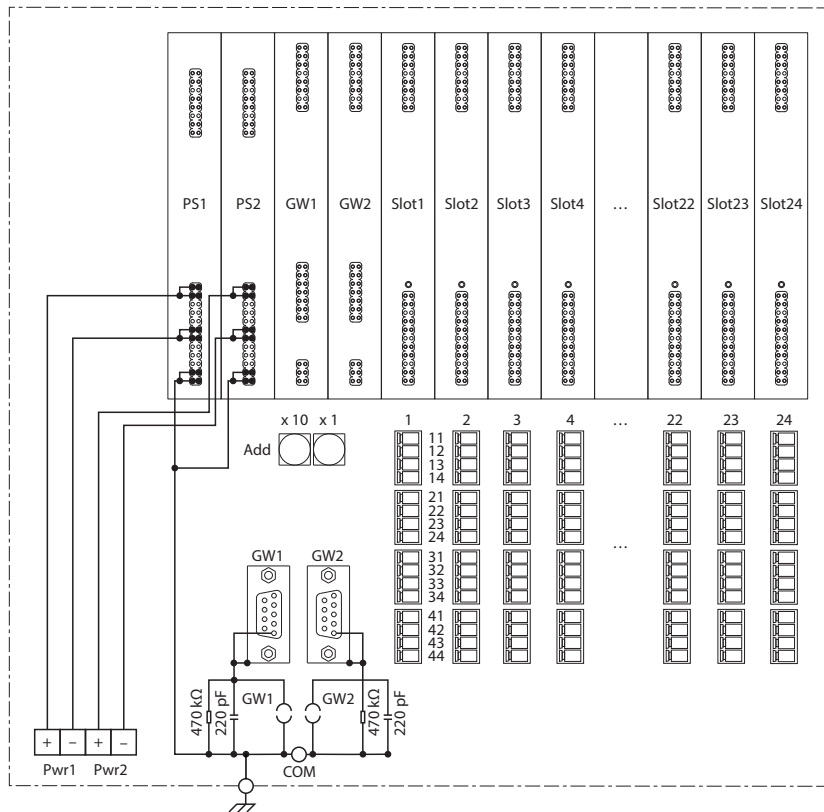 PS1 PS2 GW1 GW2 Slot1 Slot2 Slot3 Slot4 ... Slot22 Slot23 Slot24
x 10 x 1 1 2 3 4 ... 22 23 24
Add
11
12
13
14
21
22
23
24
...
31
32
33
34
41
42
43
44
GW1 GW2
470 kΩ
220 pF
GW1 GW2
470 kΩ
220 pF
+ – + –
Pwr1 Pwr2
COM